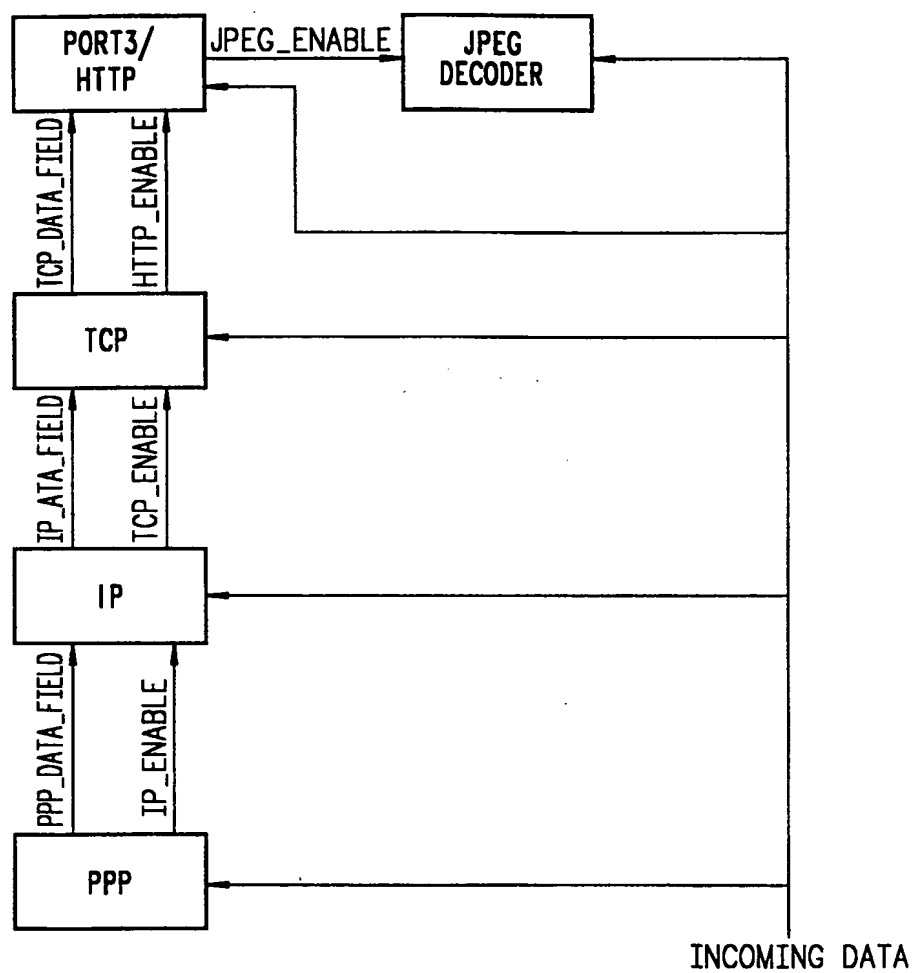 PORT3/
HTTP
JPEG_ENABLE
JPEG
DECODER
TCP_DATA_FIELD
HTTP_ENABLE
TCP
IP_ATA_FIELD
TCP_ENABLE
IP
PPP_DATA_FIELD
IP_ENABLE
PPP
INCOMING DATA